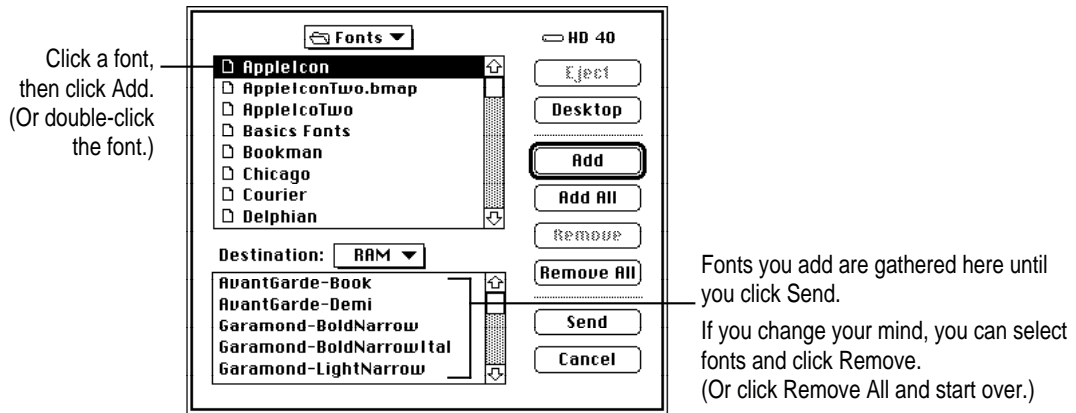 Click a font,
then click Add.
(Or double-click
the font.)
Fonts
AppleIcon
AppleIconTwo.bmap
AppleIcoTwo
Basics Fonts
Bookman
Chicago
Courier
Delphian
HD 40
Eject
Desktop
Add
Add All
Remove
Remove All
Send
Cancel
Destination: RAM
AvantGarde-Book
AvantGarde-Demi
Garamond-BoldNarrow
Garamond-BoldNarrowItal
Garamond-LightNarrow
Fonts you add are gathered here until
you click Send.
If you change your mind, you can select
fonts and click Remove.
(Or click Remove All and start over.)